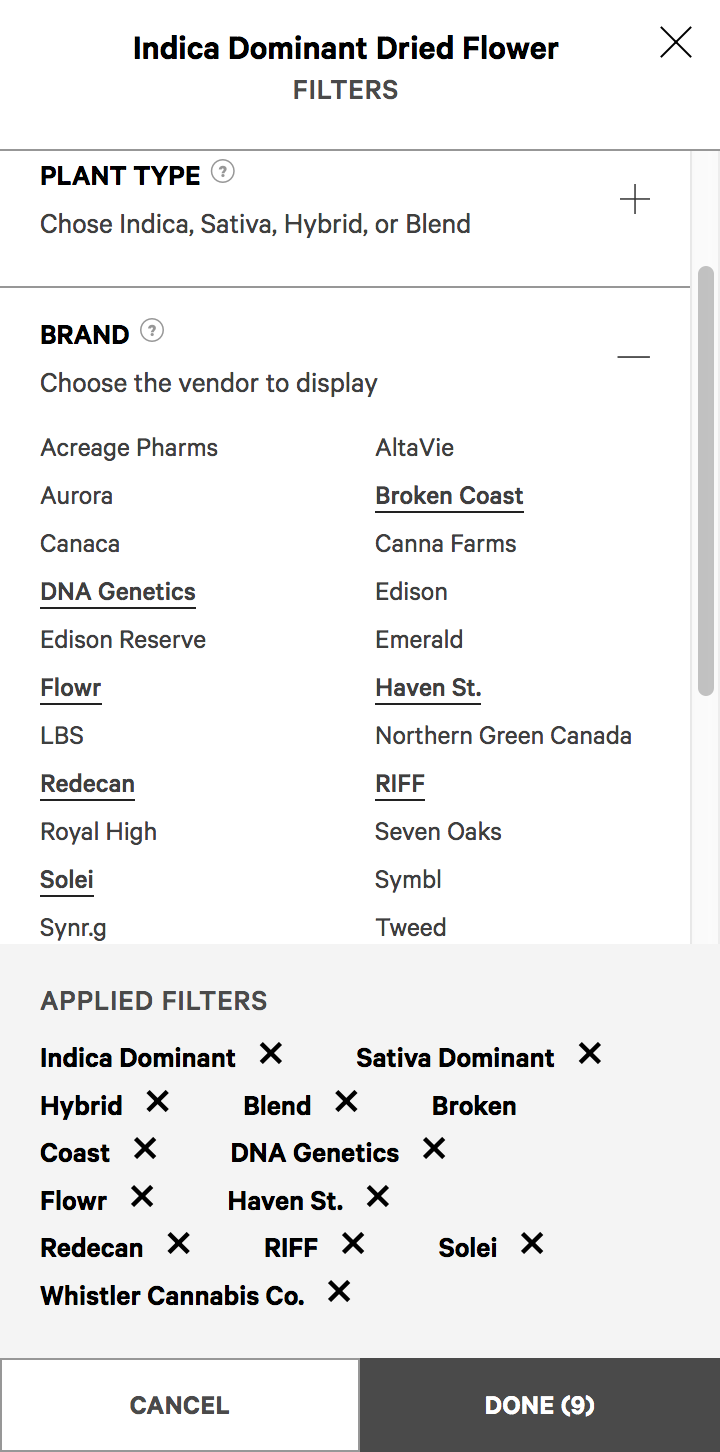 Indica Dominant Dried Flower
FILTERS
PLANT TYPE ?
Chose Indica, Sativa, Hybrid, or Blend
BRAND ?
Choose the vendor to display
Acreage Pharms AltaVie
Aurora Broken Coast
Canaca Canna Farms
DNA Genetics Edison
Edison Reserve Emerald
Flowr Haven St.
LBS Northern Green Canada
Redecan RIFF
Royal High Seven Oaks
Solei Symbl
Synr.g Tweed
APPLIED FILTERS
Indica Dominant Sativa Dominant
Hybrid Blend Broken
Coast DNA Genetics
Flowr Haven St.
Redecan RIFF Solei
Whistler Cannabis Co.
CANCEL DONE (9)